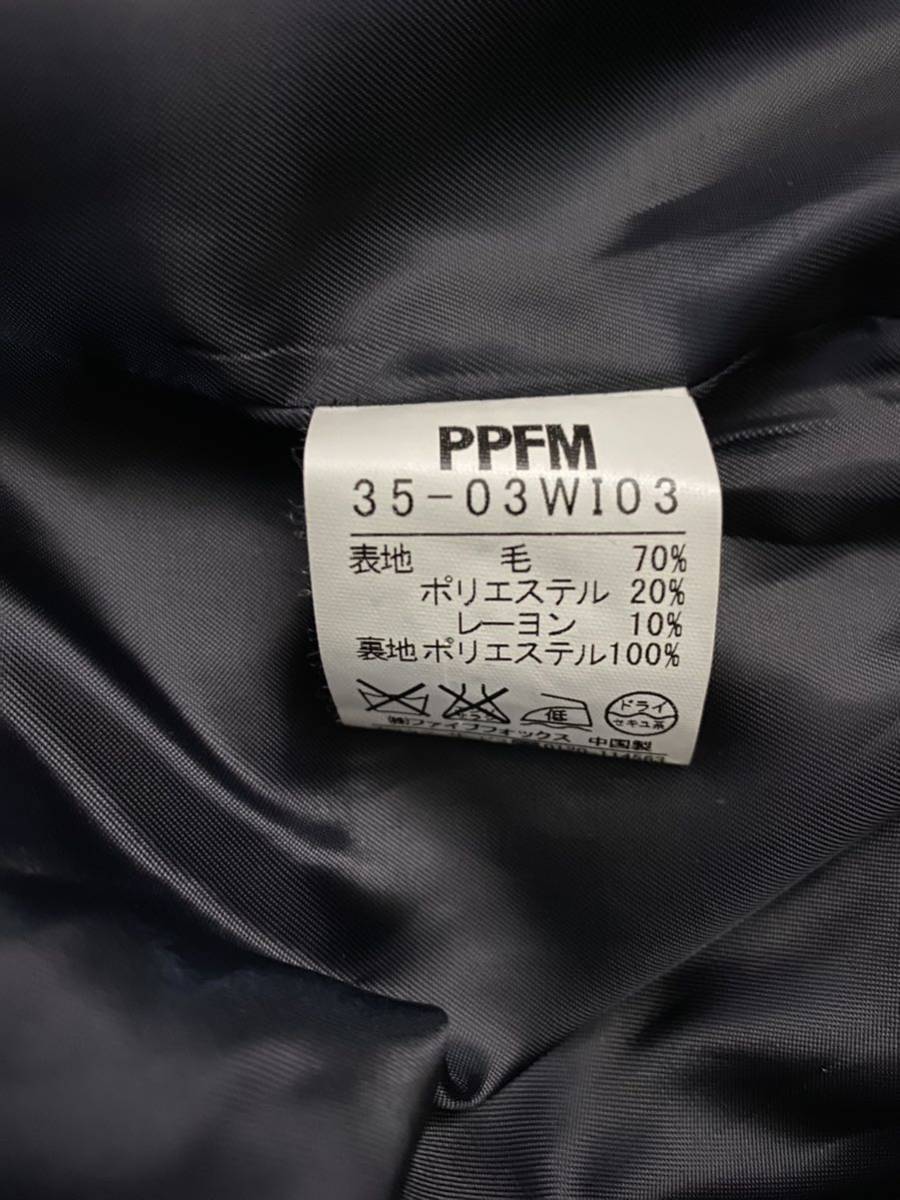 PPFM
35-03WI03
表地 毛 70%
ポリエステル 20%
レーヨン 10%
裏地 ポリエステル100%
低 ドライ
セキユ系
㈱ファイブフォックス 中国製